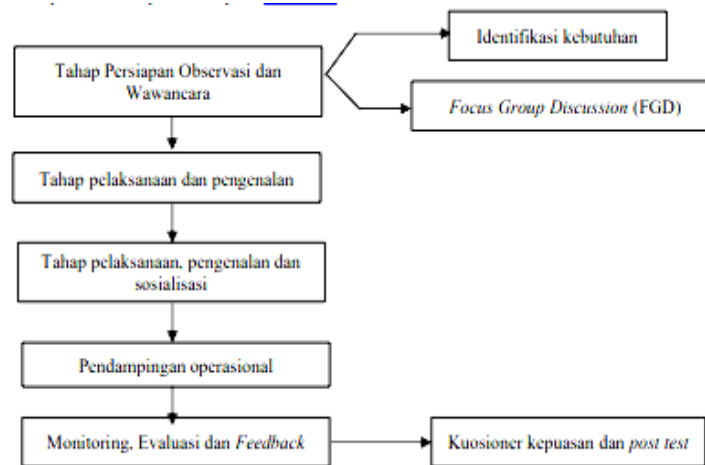 Identifikasi kebutuhan
Tahap Persiapan Observasi dan
Wawancara
Focus Group Discussion (FGD)
Tahap pelaksanaan dan pengenalan
Tahap pelaksanaan, pengenalan dan
sosialisasi
Pendampingan operasional
Monitoring, Evaluasi dan Feedback
Kuosioner kepuasan dan post test